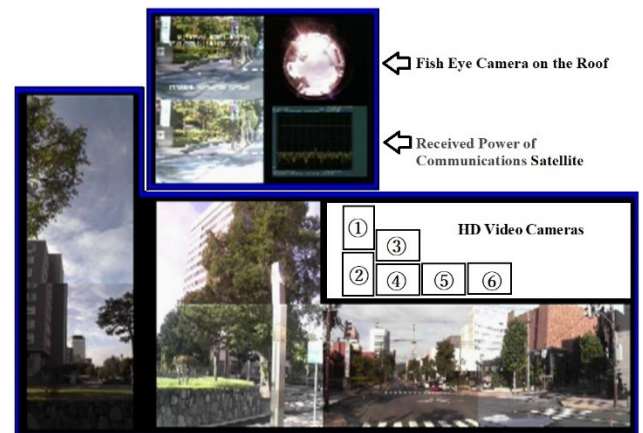 Fish Eye Camera on the Roof
Received Power of
Communications Satellite
HD Video Cameras
①
③
②
④
⑤
⑥